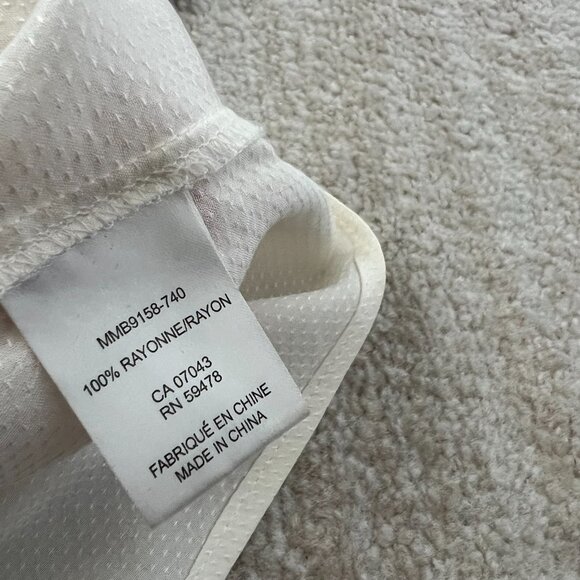 MMB9158-740
100% RAYONNE/RAYON
CA 07043
RN 59478
FABRIQUÉ EN CHINE
MADE IN CHINA